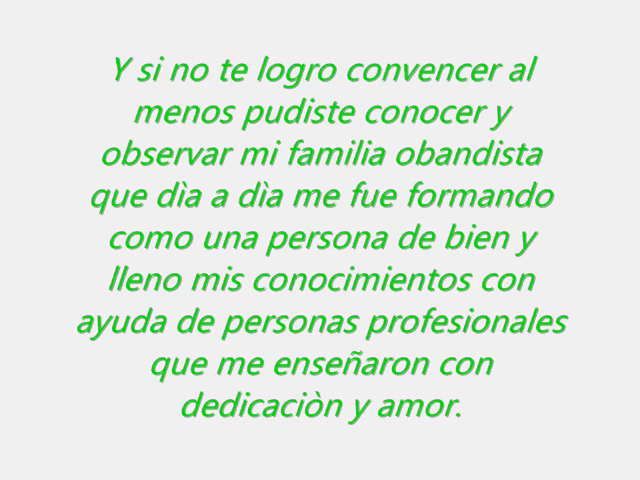 Y si no te logro convencer al
menos pudiste conocer y
observar mi familia obandista
que dìa a dìa me fue formando
como una persona de bien y
lleno mis conocimientos con
ayuda de personas profesionales
que me enseñaron con
dedicaciòn y amor.